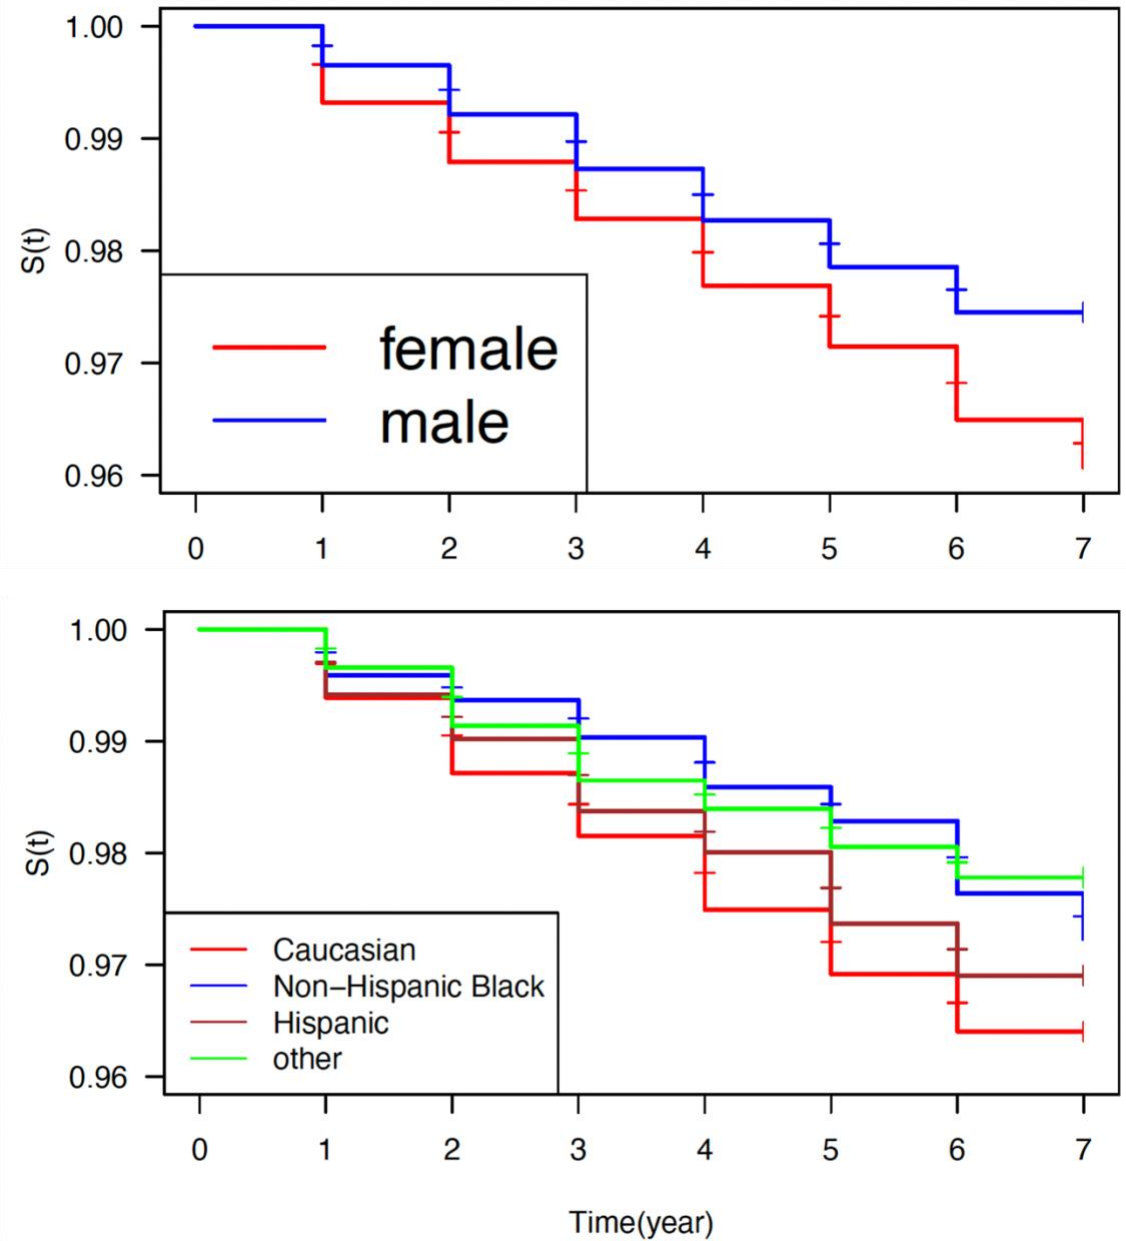 1.00
0.99
S(t)
0.98
0.97
0.96
female
male
0 1 2 3 4 5 6 7
1.00
0.99
S(t)
0.98
0.97
0.96
Caucasian
Non−Hispanic Black
Hispanic
other
0 1 2 3 4 5 6 7
Time(year)